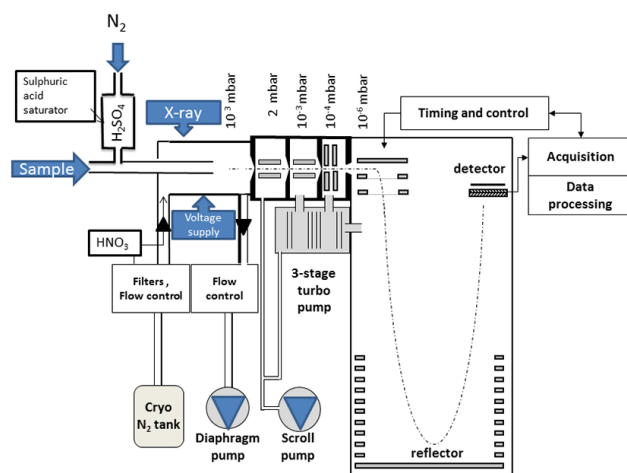 N2
Sulphuric
acid
saturator
H2SO4
X-ray
Sample
10^3 mbar
2 mbar
10^-3 mbar
10^-4 mbar
10^-6 mbar
Timing and control
Acquisition
Data
processing
detector
Voltage
supply
HNO3
Filters,
Flow control
Flow
control
3-stage
turbo
pump
Cryo
N2 tank
Diaphragm
pump
Scroll
pump
reflector